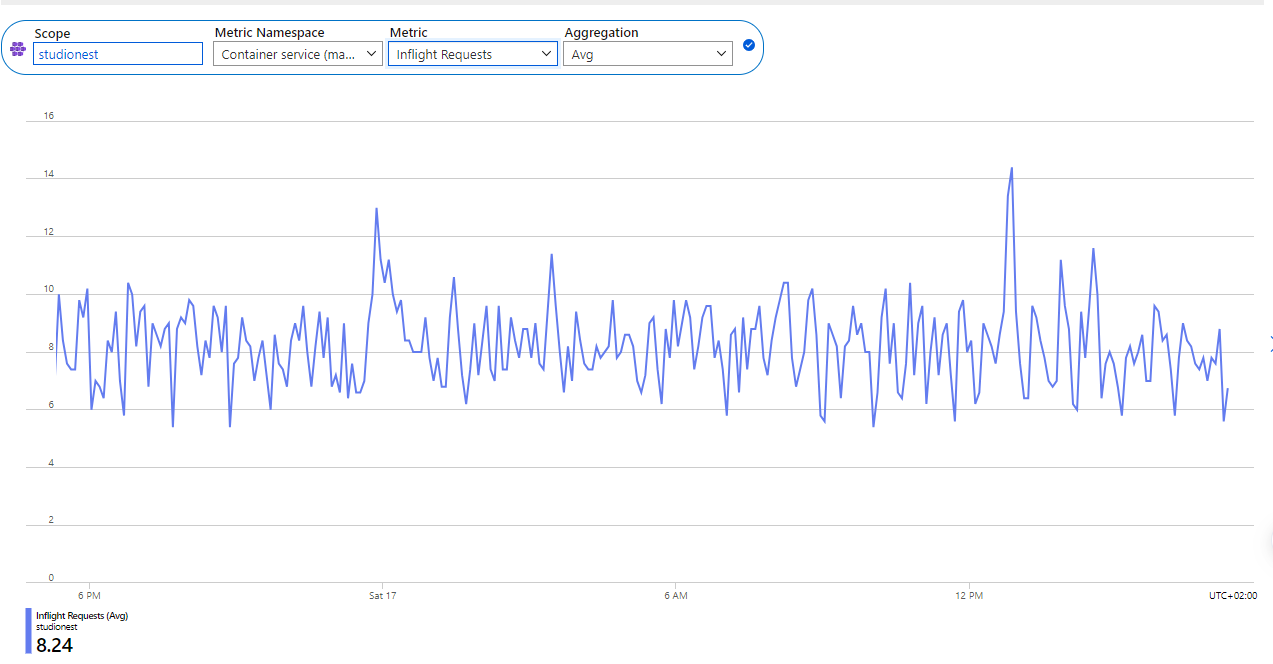 Scope
studionest
Metric Namespace
Container service (ma...
Metric
Inflight Requests
Aggregation
Avg
16
14
12
10
8
6
4
2
0
6 PM
Sat 17
6 AM
12 PM
UTC+02:00
Inflight Requests (Avg)
studionest
8.24